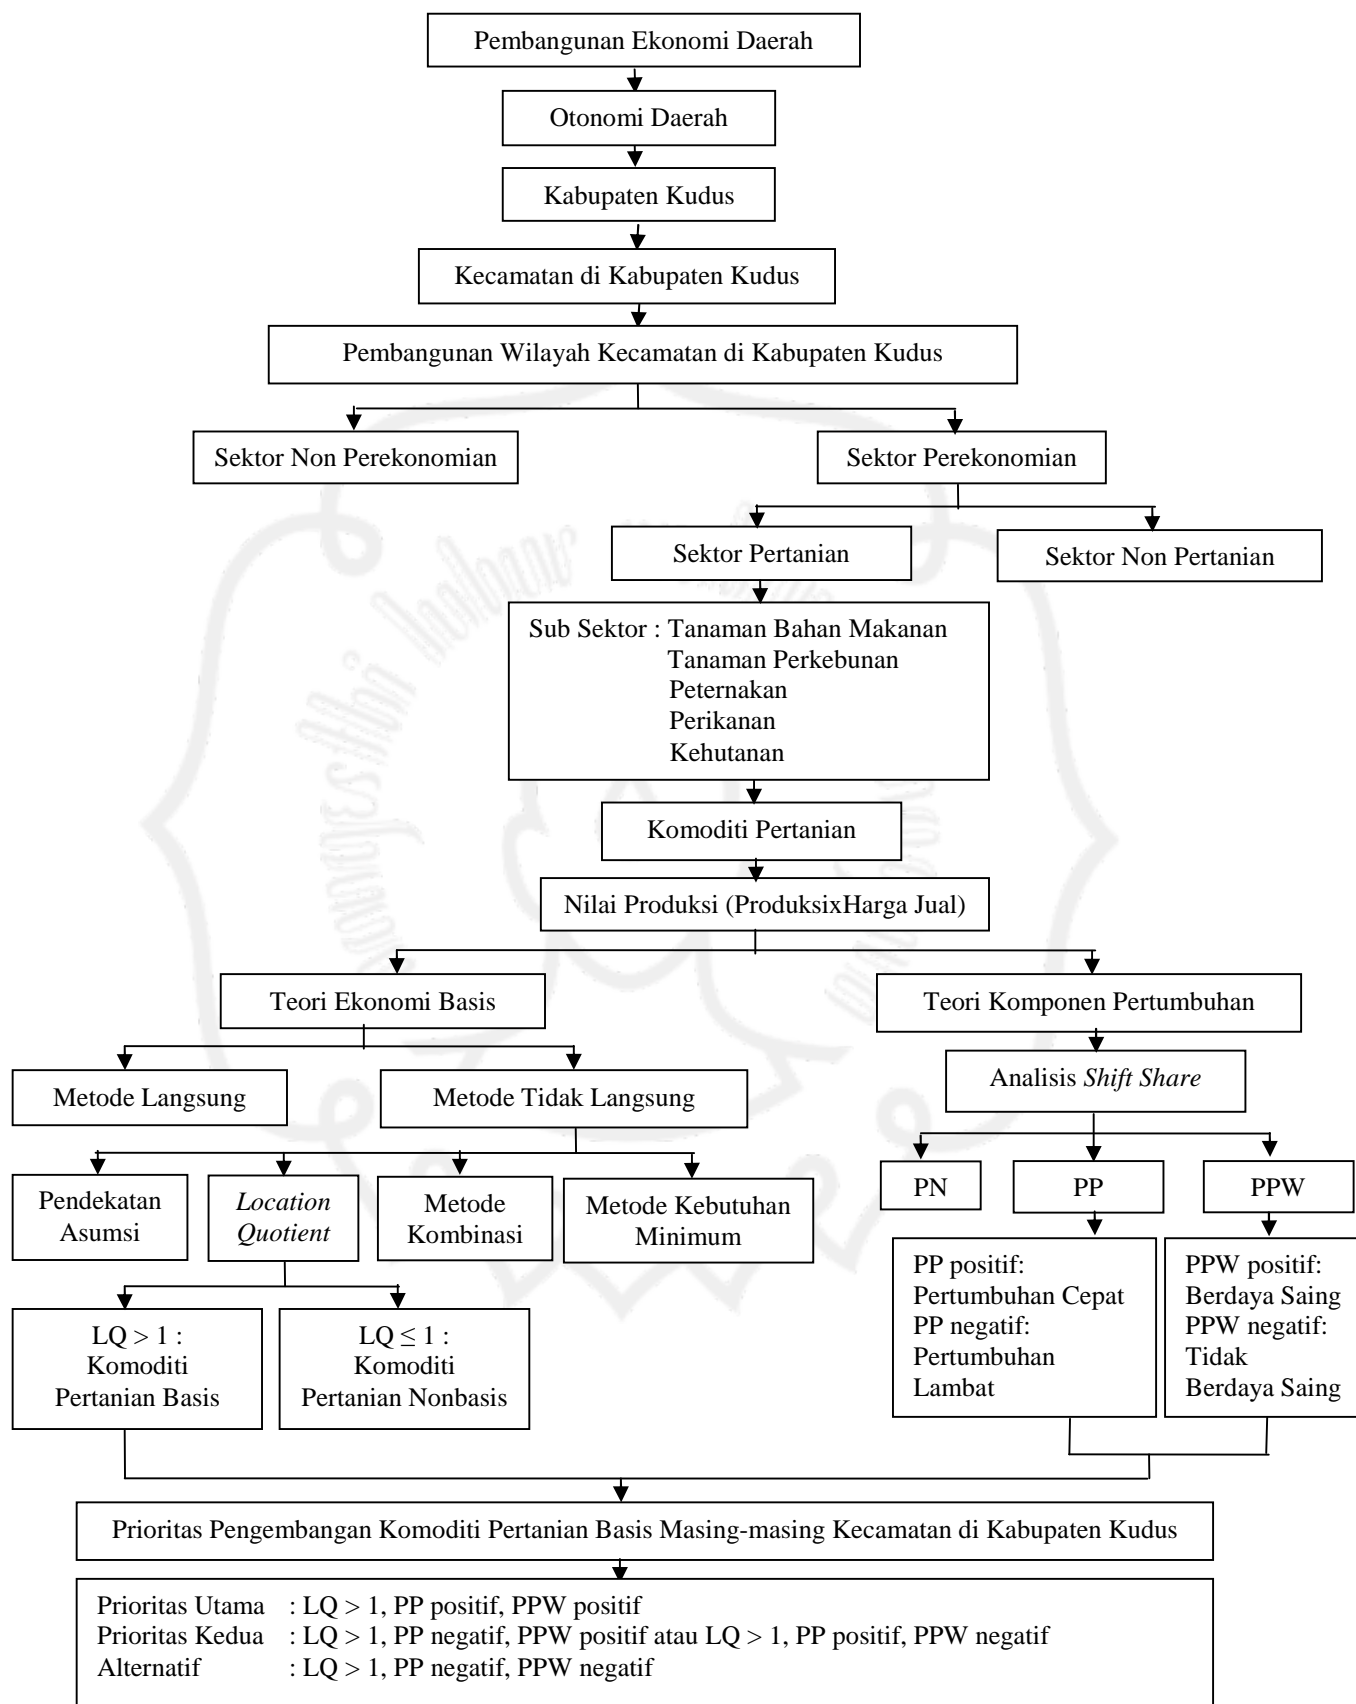 Pembangunan Ekonomi Daerah
Otonomi Daerah
Kabupaten Kudus
Kecamatan di Kabupaten Kudus
Pembangunan Wilayah Kecamatan di Kabupaten Kudus
Sektor Non Perekonomian
Sektor Perekonomian
Sektor Pertanian
Sektor Non Pertanian
Sub Sektor : Tanaman Bahan Makanan
Tanaman Perkebunan
Peternakan
Perikanan
Kehutanan
Komoditi Pertanian
Nilai Produksi (ProduksixHarga Jual)
Teori Ekonomi Basis
Teori Komponen Pertumbuhan
Metode Langsung
Metode Tidak Langsung
Analisis Shift Share
Pendekatan
Asumsi
Location
Quotient
Metode
Kombinasi
Metode Kebutuhan
Minimum
PN
PP
PPW
LQ > 1 :
Komoditi
Pertanian Basis
LQ ≤ 1 :
Komoditi
Pertanian Nonbasis
PP positif:
Pertumbuhan Cepat
PP negatif:
Pertumbuhan
Lambat
PPW positif:
Berdaya Saing
PPW negatif:
Tidak
Berdaya Saing
Prioritas Pengembangan Komoditi Pertanian Basis Masing-masing Kecamatan di Kabupaten Kudus
Prioritas Utama : LQ > 1, PP positif, PPW positif
Prioritas Kedua : LQ > 1, PP negatif, PPW positif atau LQ > 1, PP positif, PPW negatif
Alternatif : LQ > 1, PP negatif, PPW negatif